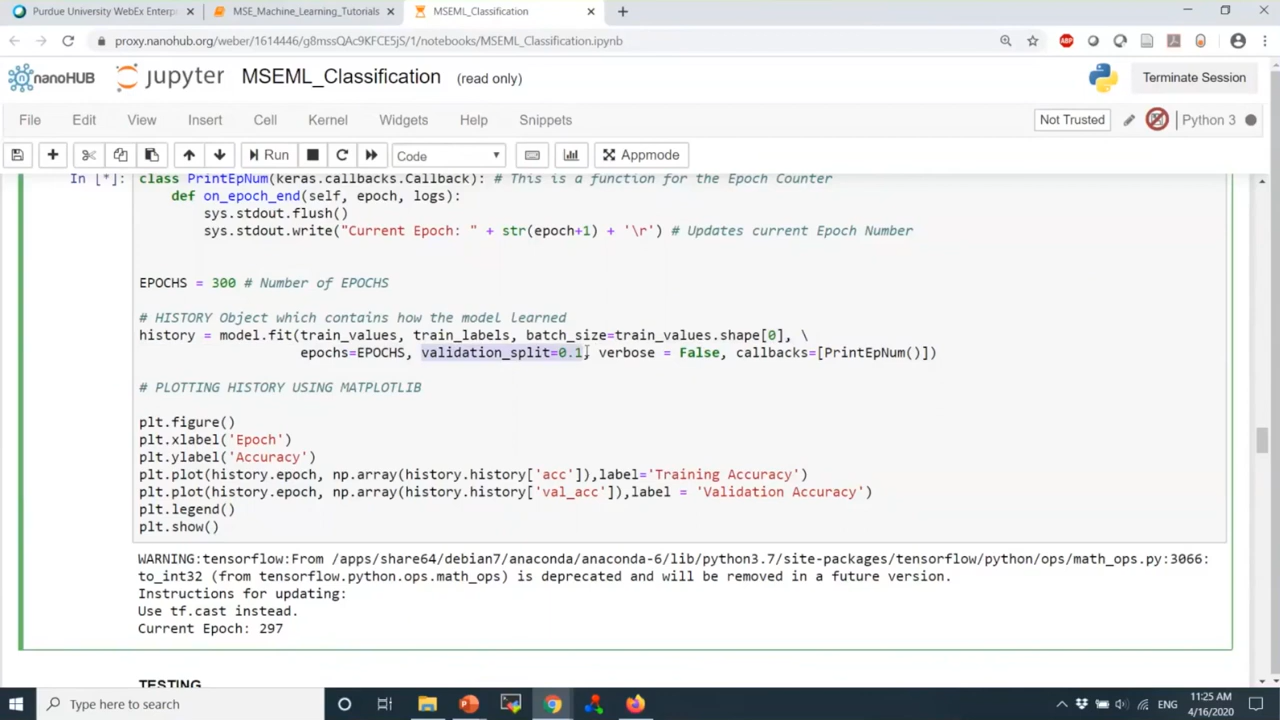 Purdue University WebEx Enterpr
MSE_Machine_Learning_Tutorials
MSEML_Classification
proxy.nanohub.org/weber/1614446/g8mssQAc9KFCE5jS/1/notebooks/MSEML_Classification.ipynb
ABP
nanoHUB
jupyter
MSEML_Classification
(read only)
Terminate Session
File Edit View Insert Cell Kernel Widgets Help Snippets
Not Trusted
Python 3
Run
Code
Appmode
In [*]:
class PrintEpNum(keras.callbacks.Callback): # This is a function for the Epoch Counter
def on_epoch_end(self, epoch, logs):
sys.stdout.flush()
sys.stdout.write("Current Epoch: " + str(epoch+1) + '\r') # Updates current Epoch Number
EPOCHS = 300 # Number of EPOCHS
# HISTORY Object which contains how the model learned
history = model.fit(train_values, train_labels, batch_size=train_values.shape[0], \
epochs=EPOCHS, validation_split=0.1, verbose = False, callbacks=[PrintEpNum()])
# PLOTTING HISTORY USING MATPLOTLIB
plt.figure()
plt.xlabel('Epoch')
plt.ylabel('Accuracy')
plt.plot(history.epoch, np.array(history.history['acc']),label='Training Accuracy')
plt.plot(history.epoch, np.array(history.history['val_acc']),label = 'Validation Accuracy')
plt.legend()
plt.show()
WARNING:tensorflow:From /apps/share64/debian7/anaconda/anaconda-6/lib/python3.7/site-packages/tensorflow/python/ops/math_ops.py:3066:
to_int32 (from tensorflow.python.ops.math_ops) is deprecated and will be removed in a future version.
Instructions for updating:
Use tf.cast instead.
Current Epoch: 297
TESTING
Type here to search
ENG
11:25 AM
4/16/2020